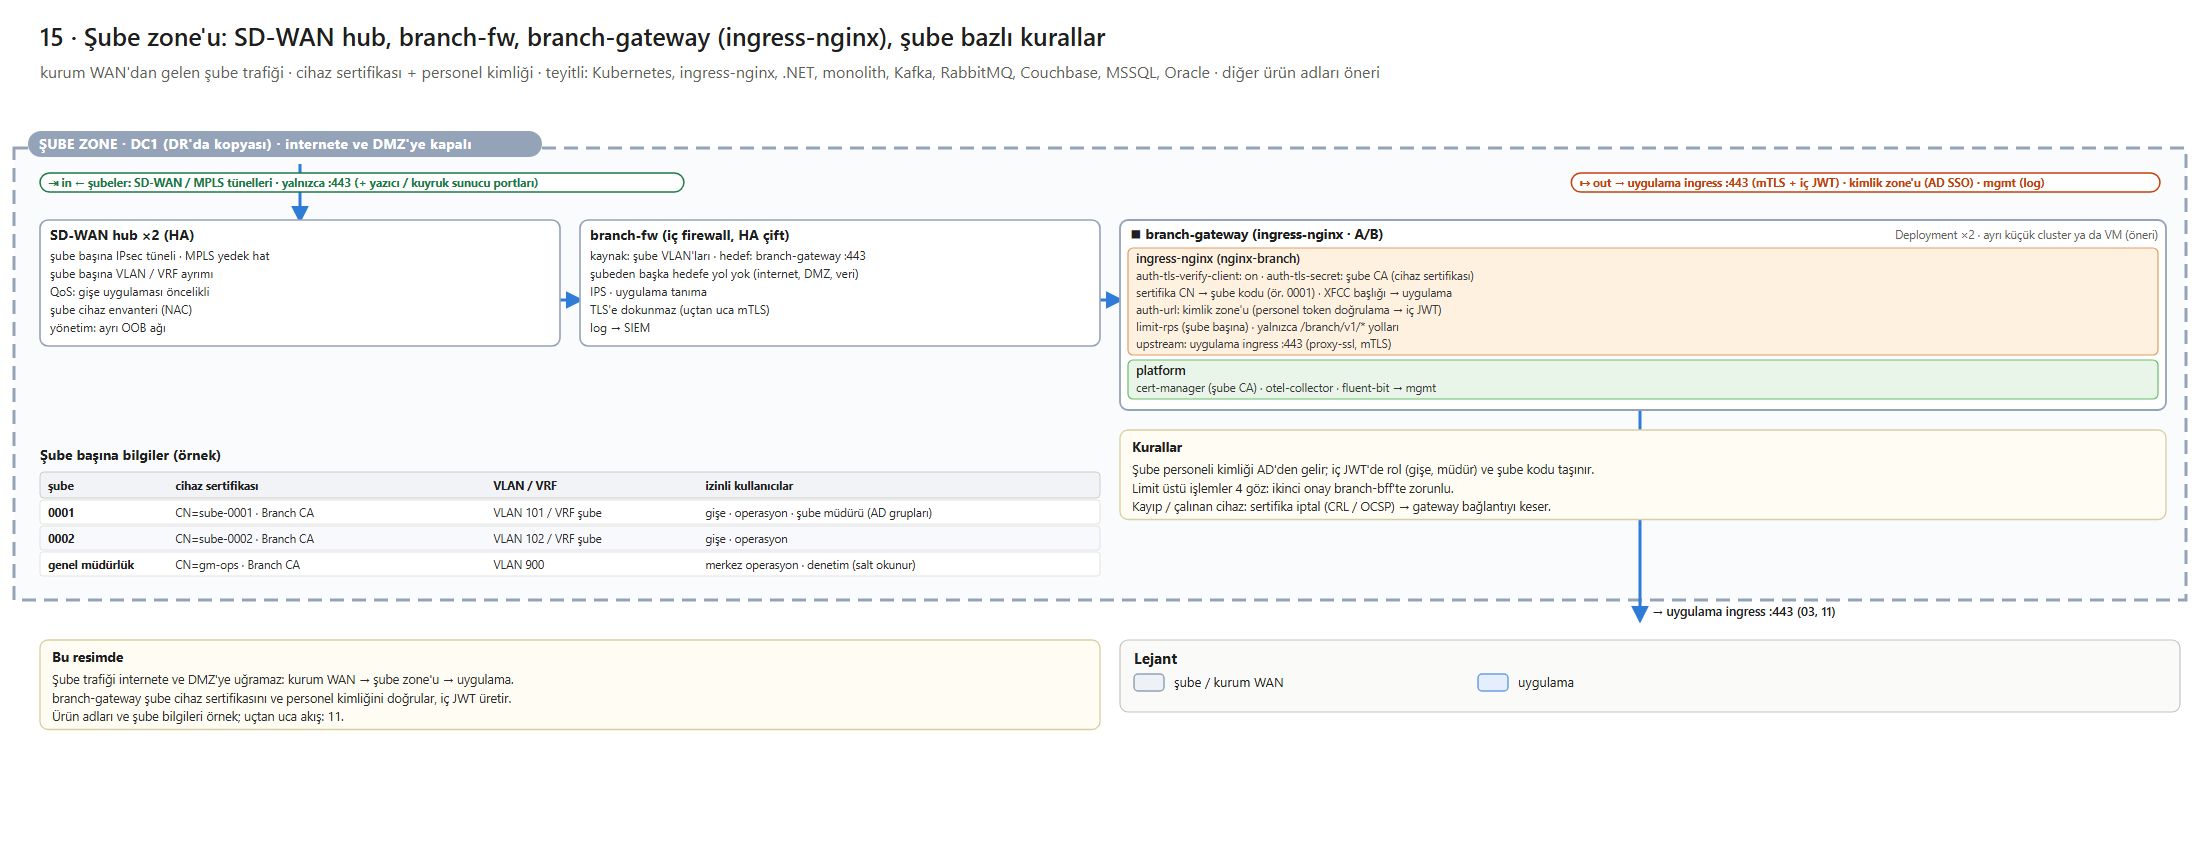 15 · Şube zone'u: SD-WAN hub, branch-fw, branch-gateway (ingress-nginx), şube bazlı kurallar
kurum WAN'dan gelen şube trafiği · cihaz sertifikası + personel kimliği · teyitli: Kubernetes, ingress-nginx, .NET, monolith, Kafka, RabbitMQ, Couchbase, MSSQL, Oracle · diğer ürün adları öneri
ŞUBE ZONE · DC1 (DR'da kopyası) · internete ve DMZ'ye kapalı
⇥ in ← şubeler: SD-WAN / MPLS tünelleri · yalnızca :443 (+ yazıcı / kuyruk sunucu portları)
↦ out → uygulama ingress :443 (mTLS + iç JWT) · kimlik zone'u (AD SSO) · mgmt (log)
SD-WAN hub ×2 (HA)
şube başına IPsec tüneli · MPLS yedek hat
şube başına VLAN / VRF ayrımı
QoS: gişe uygulaması öncelikli
şube cihaz envanteri (NAC)
yönetim: ayrı OOB ağı
branch-fw (iç firewall, HA çift)
kaynak: şube VLAN'ları · hedef: branch-gateway :443
şubeden başka hedefe yol yok (internet, DMZ, veri)
IPS · uygulama tanıma
TLS'e dokunmaz (uçtan uca mTLS)
log → SIEM
■ branch-gateway (ingress-nginx · A/B)
Deployment ×2 · ayrı küçük cluster ya da VM (öneri)
ingress-nginx (nginx-branch)
auth-tls-verify-client: on · auth-tls-secret: şube CA (cihaz sertifikası)
sertifika CN → şube kodu (ör. 0001) · XFCC başlığı → uygulama
auth-url: kimlik zone'u (personel token doğrulama → iç JWT)
limit-rps (şube başına) · yalnızca /branch/v1/* yolları
upstream: uygulama ingress :443 (proxy-ssl, mTLS)
platform
cert-manager (şube CA) · otel-collector · fluent-bit → mgmt
Kurallar
Şube personeli kimliği AD'den gelir; iç JWT'de rol (gişe, müdür) ve şube kodu taşınır.
Limit üstü işlemler 4 göz: ikinci onay branch-bff'te zorunlu.
Kayıp / çalınan cihaz: sertifika iptal (CRL / OCSP) → gateway bağlantıyı keser.
Şube başına bilgiler (örnek)
şube cihaz sertifikası VLAN / VRF izinli kullanıcılar
0001 CN=sube-0001 · Branch CA VLAN 101 / VRF şube gişe · operasyon · şube müdürü (AD grupları)
0002 CN=sube-0002 · Branch CA VLAN 102 / VRF şube gişe · operasyon
genel müdürlük CN=gm-ops · Branch CA VLAN 900 merkez operasyon · denetim (salt okunur)
→ uygulama ingress :443 (03, 11)
Bu resimde
Şube trafiği internete ve DMZ'ye uğramaz: kurum WAN → şube zone'u → uygulama.
branch-gateway şube cihaz sertifikasını ve personel kimliğini doğrular, iç JWT üretir.
Ürün adları ve şube bilgileri örnek; uçtan uca akış: 11.
Lejant
şube / kurum WAN
uygulama